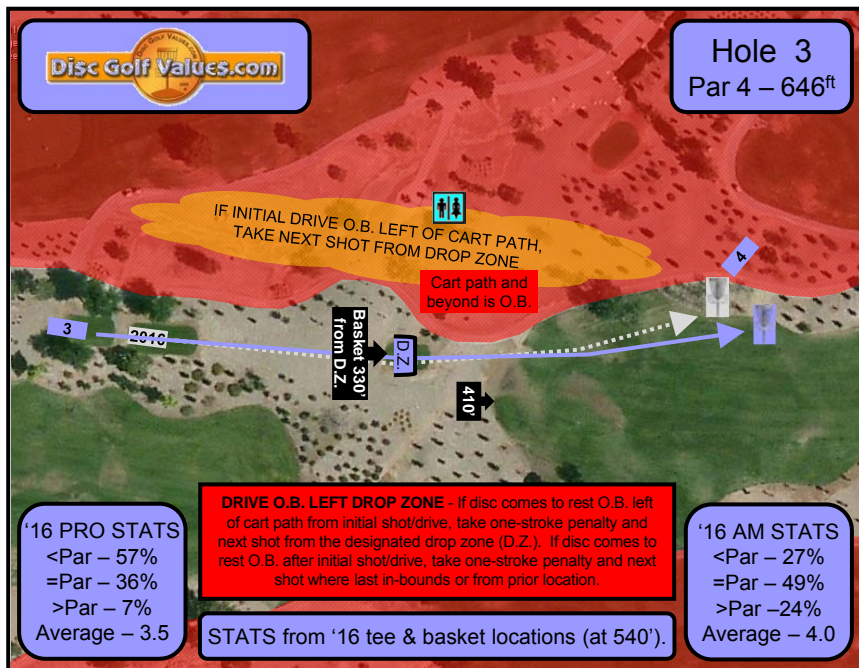 Disc Golf Values.com
Disc Golf Values.com
Hole 3
Par 4 – 646ft
IF INITIAL DRIVE O.B. LEFT OF CART PATH,
TAKE NEXT SHOT FROM DROP ZONE
Cart path and
beyond is O.B.
4
3
2016
Basket 330'
from D.Z.
D.Z.
410'
DRIVE O.B. LEFT DROP ZONE - If disc comes to rest O.B. left
of cart path from initial shot/drive, take one-stroke penalty and
next shot from the designated drop zone (D.Z.). If disc comes to
rest O.B. after initial shot/drive, take one-stroke penalty and next
shot where last in-bounds or from prior location.
'16 PRO STATS
<Par – 57%
=Par – 36%
>Par – 7%
Average – 3.5
STATS from '16 tee & basket locations (at 540').
'16 AM STATS
<Par – 27%
=Par – 49%
>Par –24%
Average – 4.0